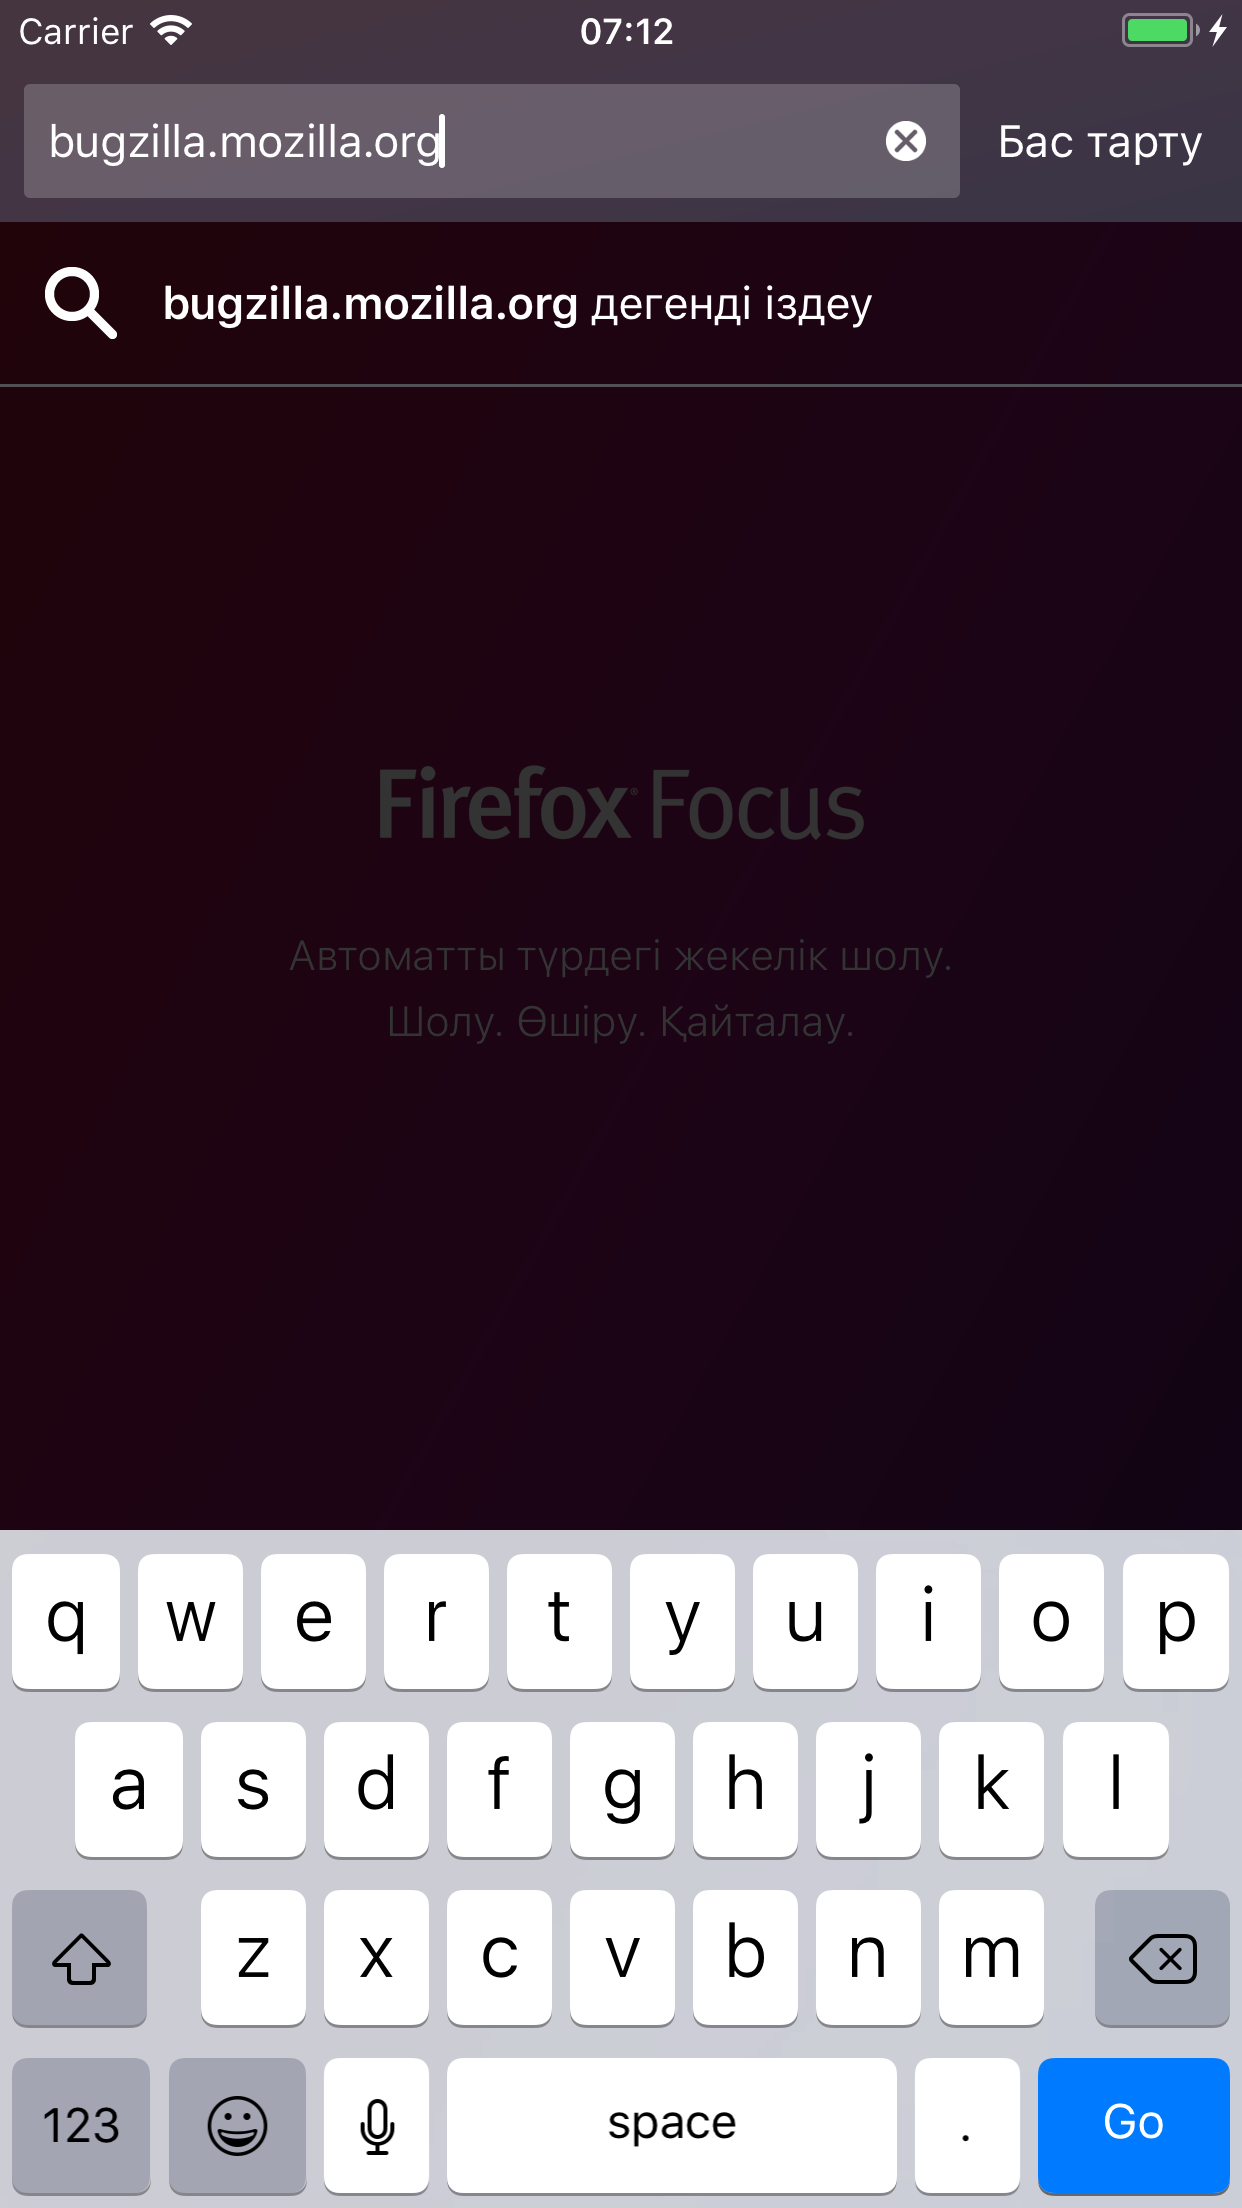 Carrier 07:12
bugzilla.mozilla.org Бас тарту
bugzilla.mozilla.org дегенді іздеу
Firefox® Focus
Автоматты түрдегі жекелік шолу.
Шолу. Өшіру. Қайталау.
q w e r t y u i o p
a s d f g h j k l
z x c v b n m
123 space . Go